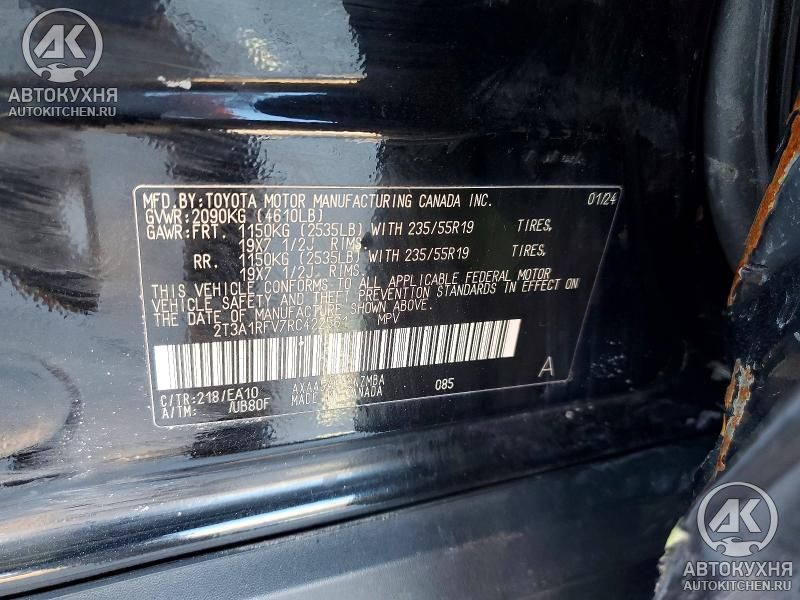 АК
АВТОКУХНЯ
AUTOKITCHEN.RU
MFD.BY:TOYOTA MOTOR MANUFACTURING CANADA INC. 01/24
GVWR:2090KG (4610LB)
GAWR:FRT. 1150KG (2535LB) WITH 235/55R19 TIRES,
19X7 1/2J RIMS.
RR. 1150KG (2535LB) WITH 235/55R19 TIRES,
19X7 1/2J RIMS.
THIS VEHICLE CONFORMS TO ALL APPLICABLE FEDERAL MOTOR
VEHICLE SAFETY AND THEFT PREVENTION STANDARDS IN EFFECT ON
THE DATE OF MANUFACTURE SHOWN ABOVE.
MPV
A
C/TR:218/EA10 085
A/TM: /UB80F MADE CANADA
АК
АВТОКУХНЯ
AUTOKITCHEN.RU